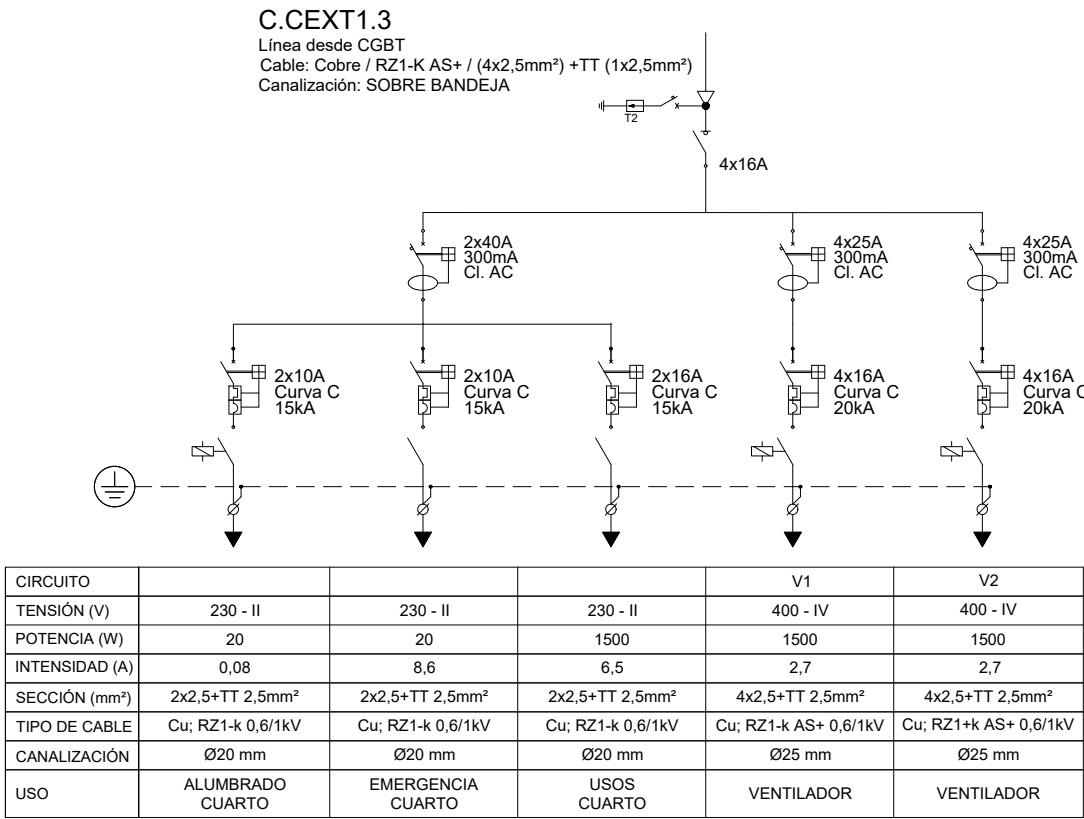 C.CEXT1.3
Línea desde CGBT
Cable: Cobre / RZ1-K AS+ / (4x2,5mm²) +TT (1x2,5mm²)
Canalización: SOBRE BANDEJA
T2
4x16A
2x40A
300mA
Cl. AC
4x25A
300mA
Cl. AC
4x25A
300mA
Cl. AC
2x10A
Curva C
15kA
2x10A
Curva C
15kA
2x16A
Curva C
15kA
4x16A
Curva C
20kA
4x16A
Curva C
20kA
CIRCUITO V1 V2
TENSIÓN (V) 230 - II 230 - II 230 - II 400 - IV 400 - IV
POTENCIA (W) 20 20 1500 1500 1500
INTENSIDAD (A) 0,08 8,6 6,5 2,7 2,7
SECCIÓN (mm²) 2x2,5+TT 2,5mm² 2x2,5+TT 2,5mm² 2x2,5+TT 2,5mm² 4x2,5+TT 2,5mm² 4x2,5+TT 2,5mm²
TIPO DE CABLE Cu; RZ1-k 0,6/1kV Cu; RZ1-k 0,6/1kV Cu; RZ1-k 0,6/1kV Cu; RZ1-k AS+ 0,6/1kV Cu; RZ1+k AS+ 0,6/1kV
CANALIZACIÓN Ø20 mm Ø20 mm Ø20 mm Ø25 mm Ø25 mm
USO ALUMBRADO CUARTO EMERGENCIA CUARTO USOS CUARTO VENTILADOR VENTILADOR